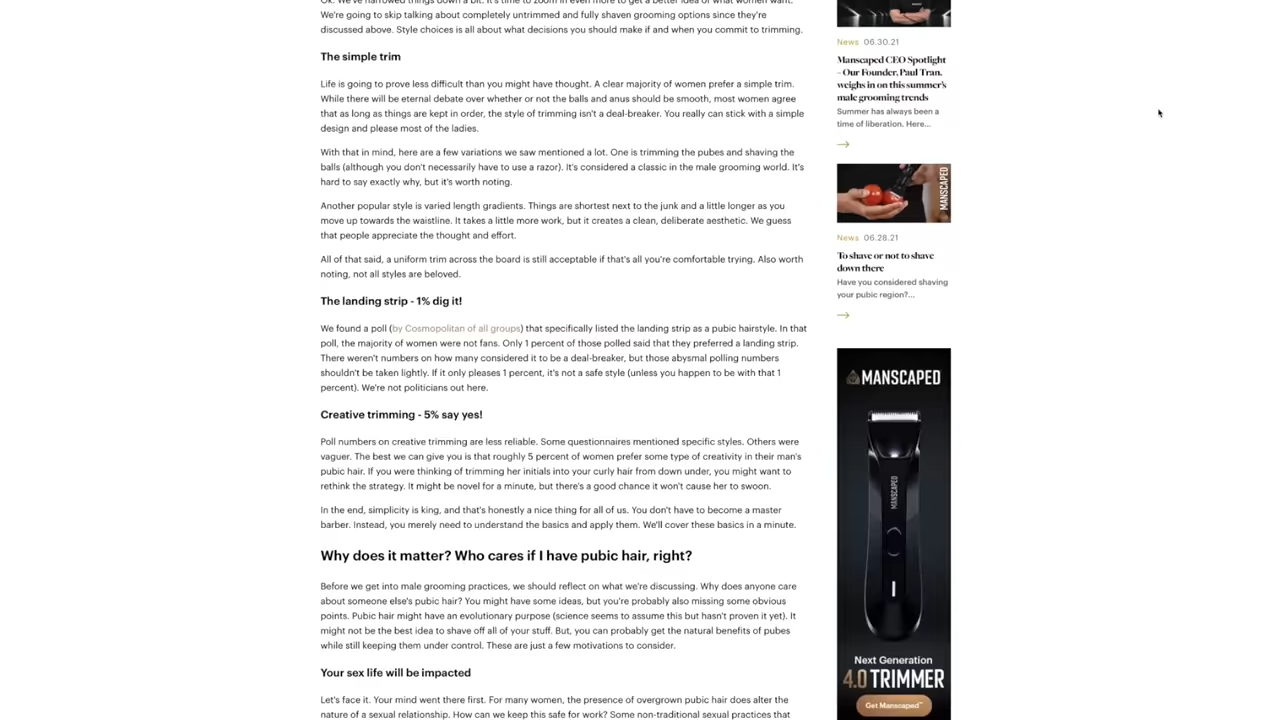 Ok. We've narrowed things down a bit. It's time to zoom in even more to get a better idea of what women want.
We're going to skip talking about completely untrimmed and fully shaven grooming options since they're
discussed above. Style choices is all about what decisions you should make if and when you commit to trimming.
The simple trim
Life is going to prove less difficult than you might have thought. A clear majority of women prefer a simple trim.
While there will be eternal debate over whether or not the balls and anus should be smooth, most women agree
that as long as things are kept in order, the style of trimming isn't a deal-breaker. You really can stick with a simple
design and please most of the ladies.
With that in mind, here are a few variations we saw mentioned a lot. One is trimming the pubes and shaving the
balls (although you don't necessarily have to use a razor). It's considered a classic in the male grooming world. It's
hard to say exactly why, but it's worth noting.
Another popular style is varied length gradients. Things are shortest next to the junk and a little longer as you
move up towards the waistline. It takes a little more work, but it creates a clean, deliberate aesthetic. We guess
that people appreciate the thought and effort.
All of that said, a uniform trim across the board is still acceptable if that's all you're comfortable trying. Also worth
noting, not all styles are beloved.
The landing strip - 1% dig it!
We found a poll (by Cosmopolitan of all groups) that specifically listed the landing strip as a pubic hairstyle. In that
poll, the majority of women were not fans. Only 1 percent of those polled said that they preferred a landing strip.
There weren't numbers on how many considered it to be a deal-breaker, but those abysmal polling numbers
shouldn't be taken lightly. If it only pleases 1 percent, it's not a safe style (unless you happen to be with that 1
percent). We're not politicians out here.
Creative trimming - 5% say yes!
Poll numbers on creative trimming are less reliable. Some questionnaires mentioned specific styles. Others were
vaguer. The best we can give you is that roughly 5 percent of women prefer some type of creativity in their man's
pubic hair. If you were thinking of trimming her initials into your curly hair from down under, you might want to
rethink the strategy. It might be novel for a minute, but there's a good chance it won't cause her to swoon.
In the end, simplicity is king, and that's honestly a nice thing for all of us. You don't have to become a master
barber. Instead, you merely need to understand the basics and apply them. We'll cover these basics in a minute.
Why does it matter? Who cares if I have pubic hair, right?
Before we get into male grooming practices, we should reflect on what we're discussing. Why does anyone care
about someone else's pubic hair? You might have some ideas, but you're probably also missing some obvious
points. Pubic hair might have an evolutionary purpose (science seems to assume this but hasn't proven it yet). It
might not be the best idea to shave off all of your stuff. But, you can probably get the natural benefits of pubes
while still keeping them under control. These are just a few motivations to consider.
Your sex life will be impacted
Let's face it. Your mind went there first. For many women, the presence of overgrown pubic hair does alter the
nature of a sexual relationship. How can we keep this safe for work? Some non-traditional sexual practices that
News 06.30.21
Manscaped CEO Spotlight
– Our Founder, Paul Tran,
weighs in on this summer's
male grooming trends
Summer has always been a
time of liberation. Here...
MANSCAPED
News 06.28.21
To shave or not to shave
down there
Have you considered shaving
your pubic region?...
MANSCAPED
MANSCAPED
Next Generation
4.0 TRIMMER
Get Manscaped™